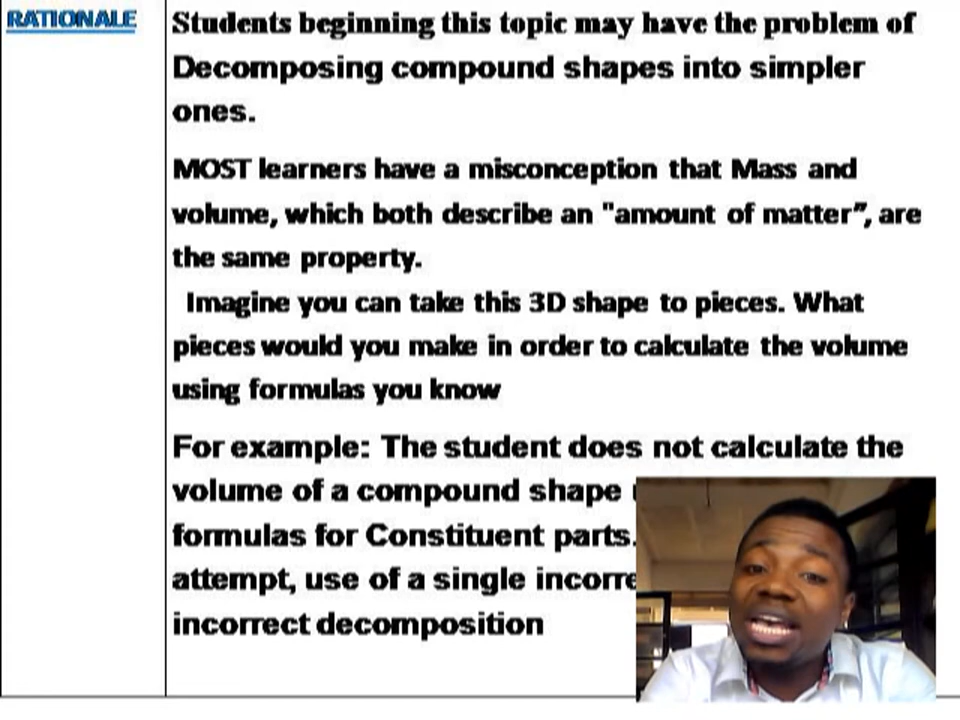 RATIONALE
Students beginning this topic may have the problem of
Decomposing compound shapes into simpler
ones.
MOST learners have a misconception that Mass and
volume, which both describe an "amount of matter”, are
the same property.
Imagine you can take this 3D shape to pieces. What
pieces would you make in order to calculate the volume
using formulas you know
For example: The student does not calculate the
volume of a compound shape
formulas for Constituent parts.
attempt, use of a single
incorrect decomposition